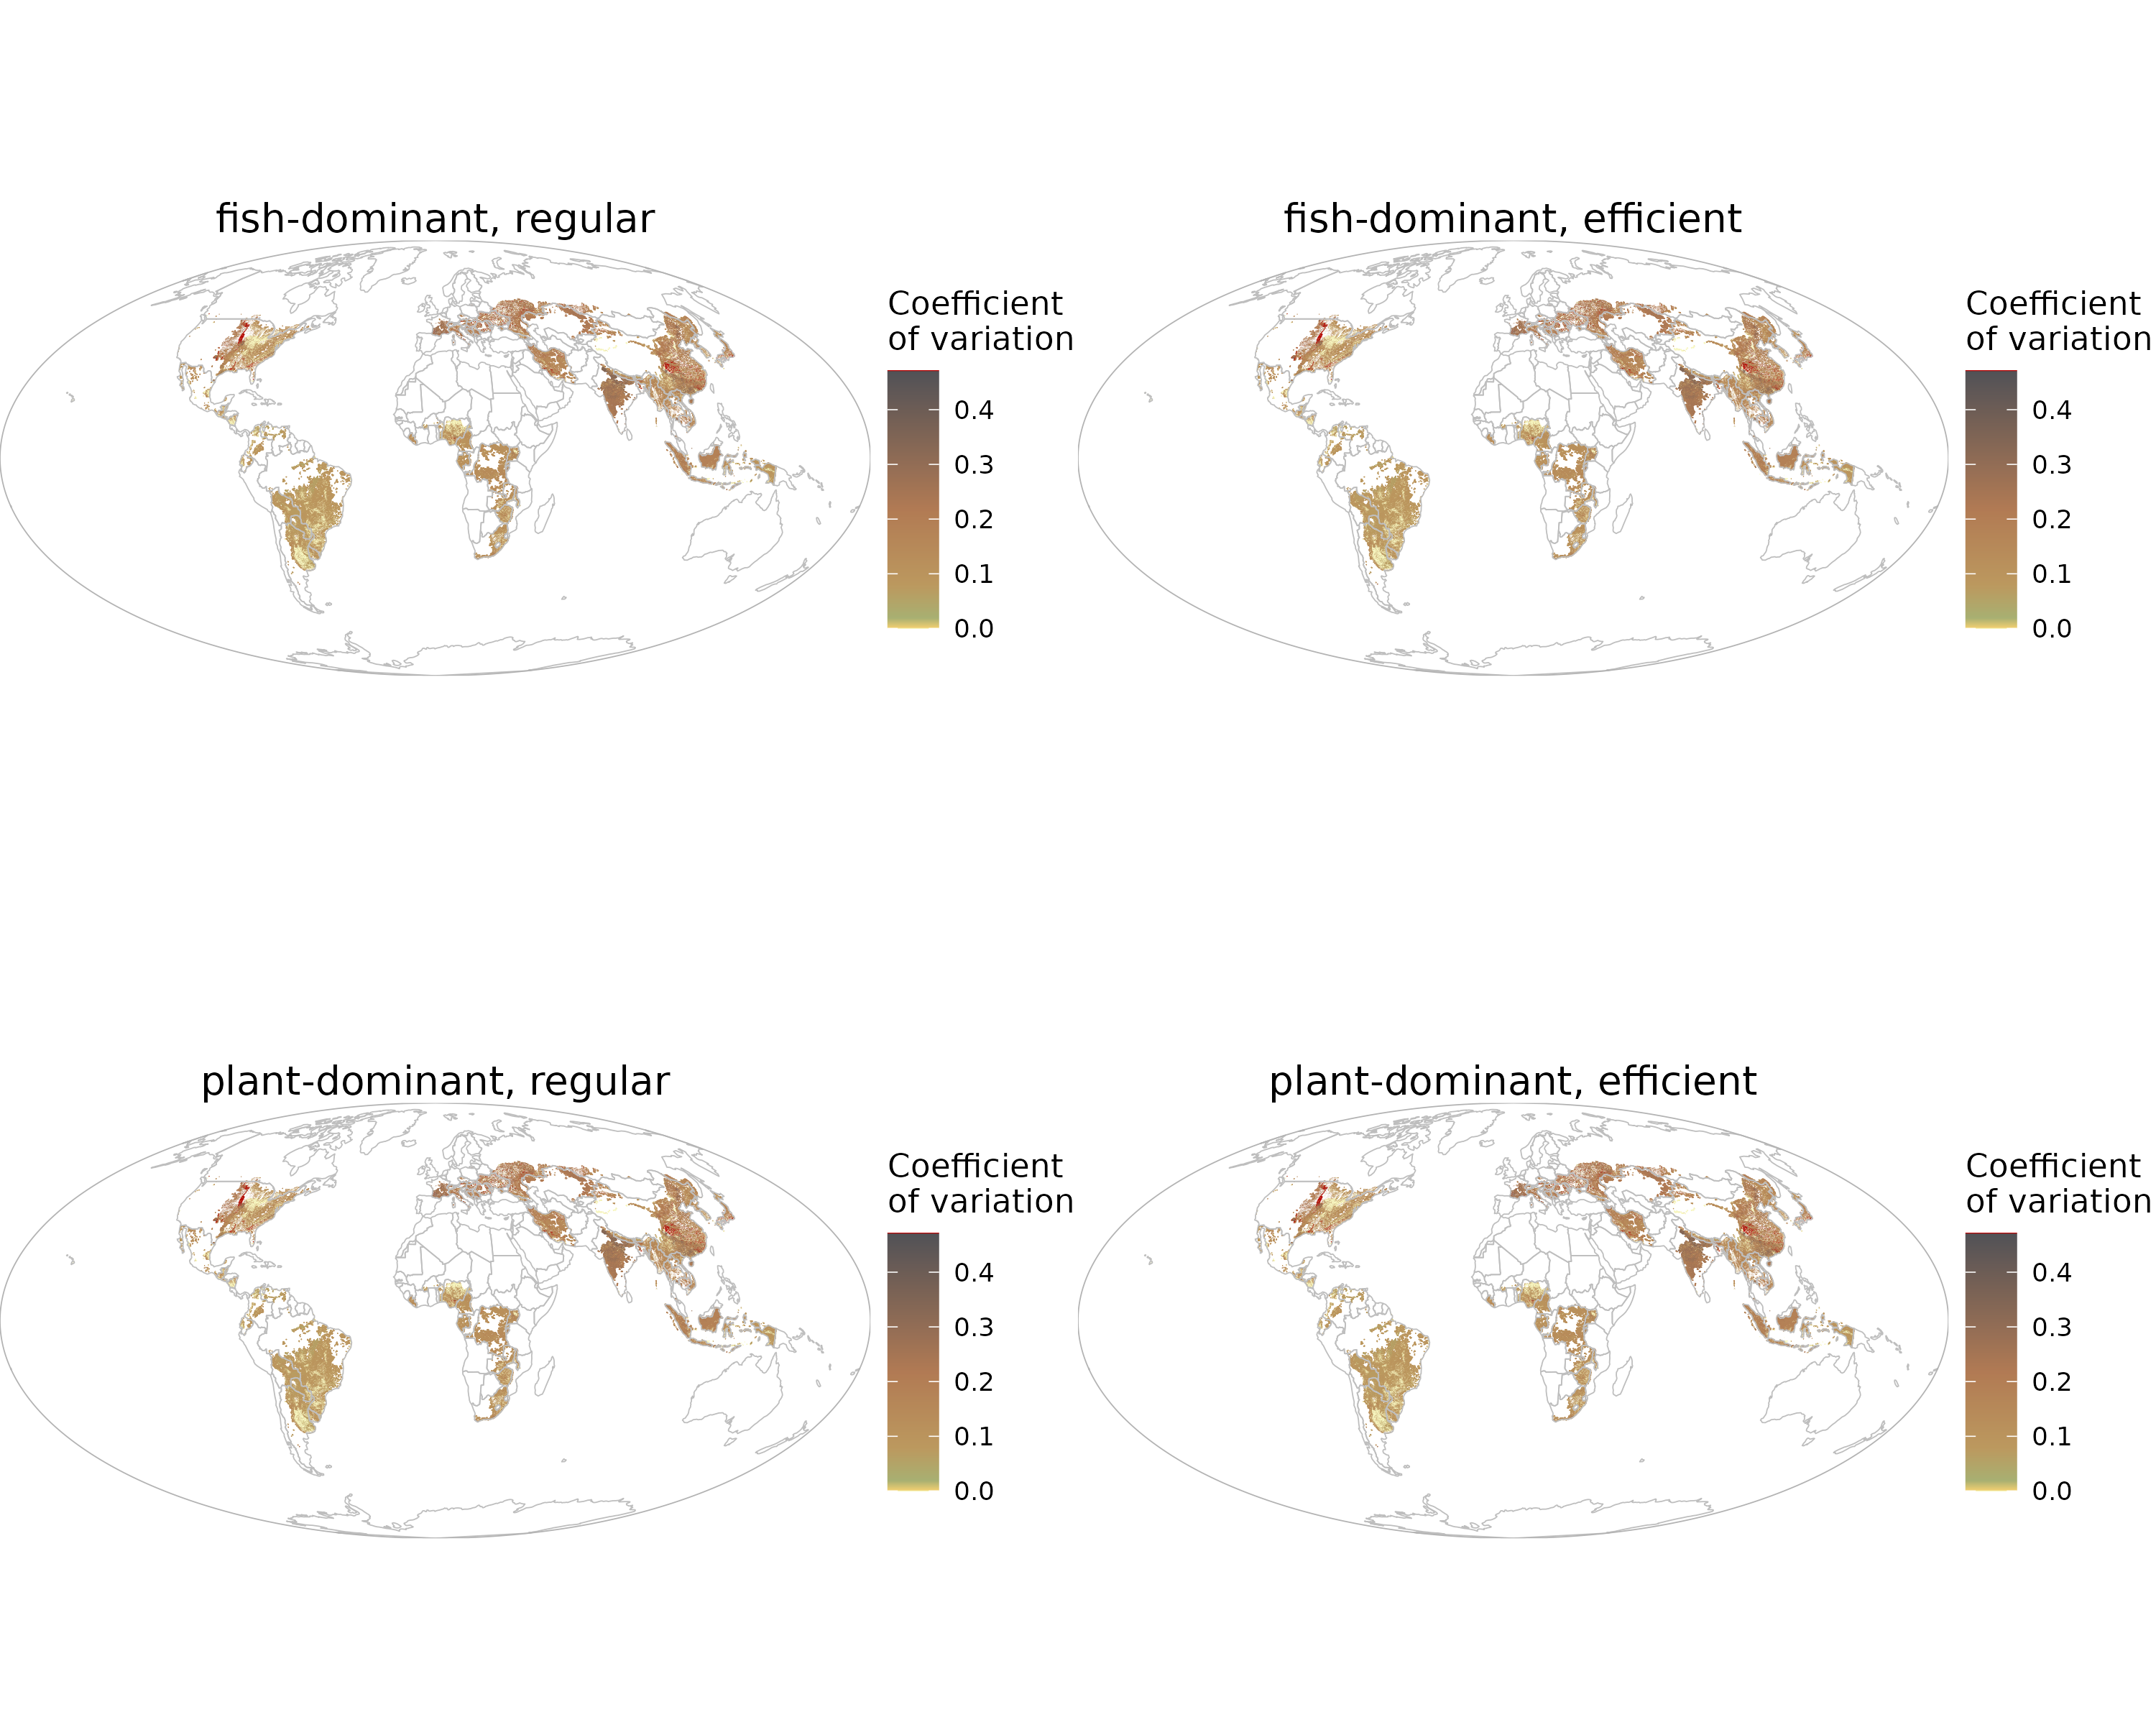 fish-dominant, regular
Coefficient
of variation
0.4
0.3
0.2
0.1
0.0
fish-dominant, efficient
Coefficient
of variation
0.4
0.3
0.2
0.1
0.0
plant-dominant, regular
Coefficient
of variation
0.4
0.3
0.2
0.1
0.0
plant-dominant, efficient
Coefficient
of variation
0.4
0.3
0.2
0.1
0.0